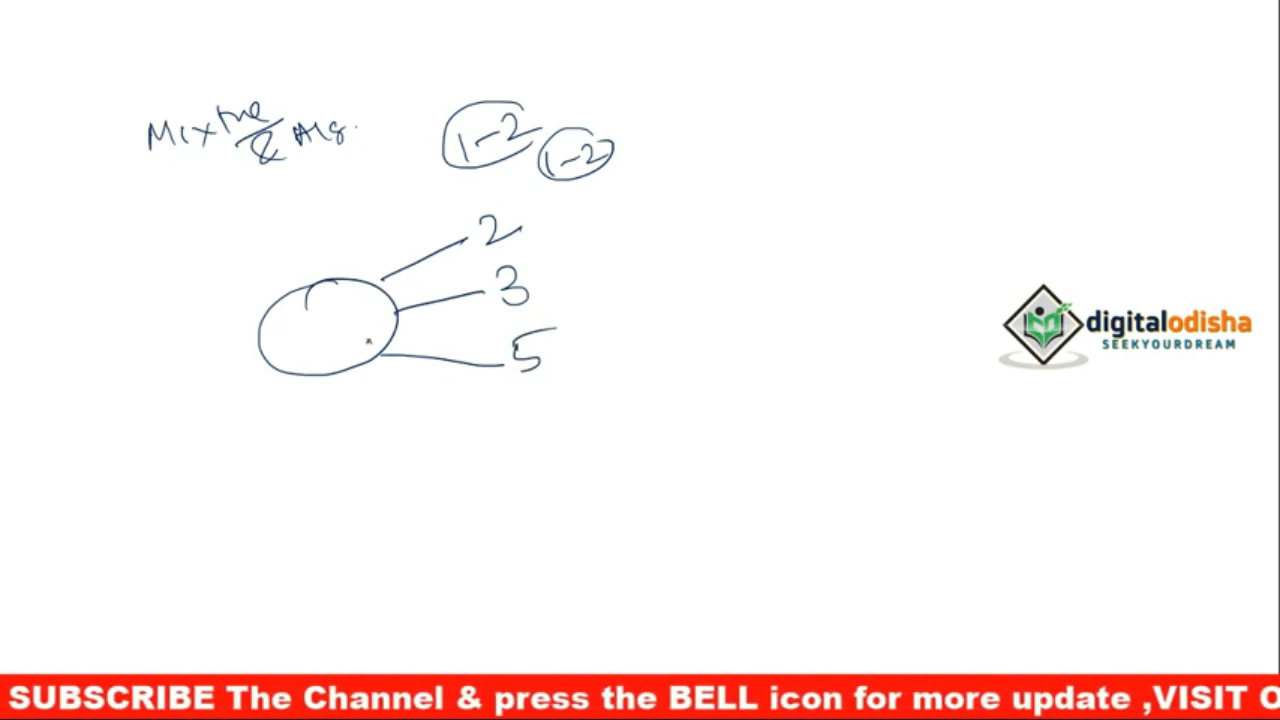 Mixture & Alg.
1-2
1-2
2
3
5
digitalodisha
SEEKYOURDREAM
SUBSCRIBE The Channel & press the BELL icon for more update ,VISIT O